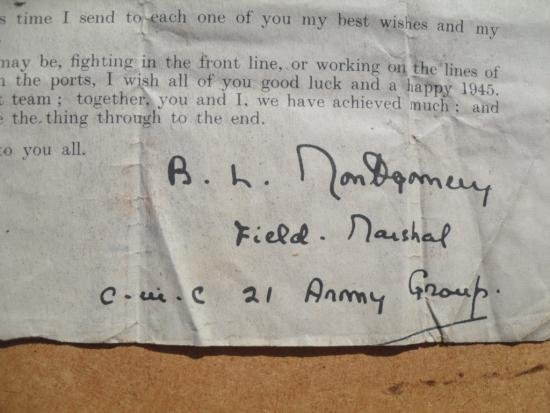 s time I send to each one of you my best wishes and my
may be, fighting in the front line, or working on the lines of
n the ports, I wish all of you good luck and a happy 1945.
t team ; together, you and I, we have achieved much ; and
e the thing through to the end.
to you all.
B. L. Montgomery
Field. Marshal
C-in-C 21 Army Group.